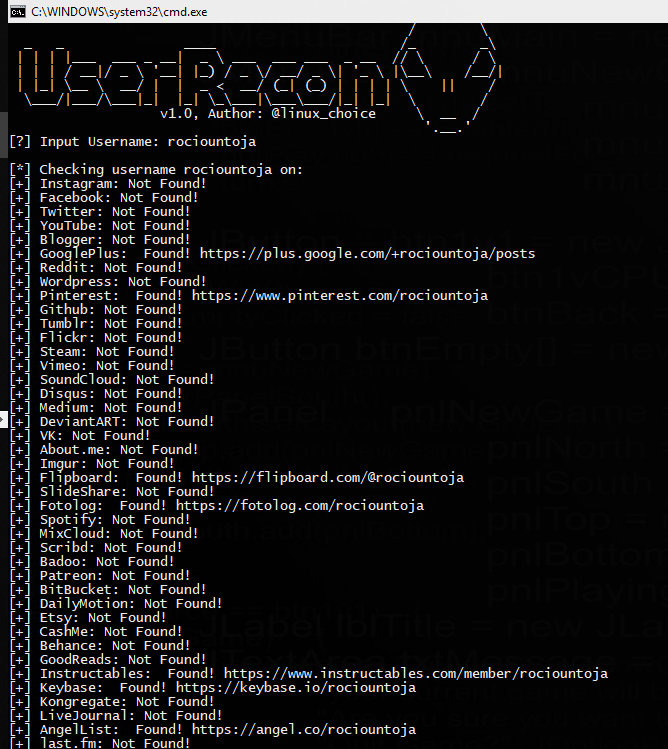 C:\WINDOWS\system32\cmd.exe
UserRecon
v1.0, Author: @linux_choice
[?] Input Username: rociountoja
[*] Checking username rociountoja on:
[+] Instagram: Not Found!
[+] Facebook: Not Found!
[+] Twitter: Not Found!
[+] YouTube: Not Found!
[+] Blogger: Not Found!
[+] GooglePlus:  Found! https://plus.google.com/+rociountoja/posts
[+] Reddit: Not Found!
[+] Wordpress: Not Found!
[+] Pinterest:  Found! https://www.pinterest.com/rociountoja
[+] Github: Not Found!
[+] Tumblr: Not Found!
[+] Flickr: Not Found!
[+] Steam: Not Found!
[+] Vimeo: Not Found!
[+] SoundCloud: Not Found!
[+] Disqus: Not Found!
[+] Medium: Not Found!
[+] DeviantART: Not Found!
[+] VK: Not Found!
[+] About.me: Not Found!
[+] Imgur: Not Found!
[+] Flipboard:  Found! https://flipboard.com/@rociountoja
[+] SlideShare: Not Found!
[+] Fotolog:  Found! https://fotolog.com/rociountoja
[+] Spotify: Not Found!
[+] MixCloud: Not Found!
[+] Scribd: Not Found!
[+] Badoo: Not Found!
[+] Patreon: Not Found!
[+] BitBucket: Not Found!
[+] DailyMotion: Not Found!
[+] Etsy: Not Found!
[+] CashMe: Not Found!
[+] Behance: Not Found!
[+] GoodReads: Not Found!
[+] Instructables:  Found! https://www.instructables.com/member/rociountoja
[+] Keybase:  Found! https://keybase.io/rociountoja
[+] Kongregate: Not Found!
[+] LiveJournal: Not Found!
[+] AngelList:  Found! https://angel.co/rociountoja
[+] last.fm: Not Found!